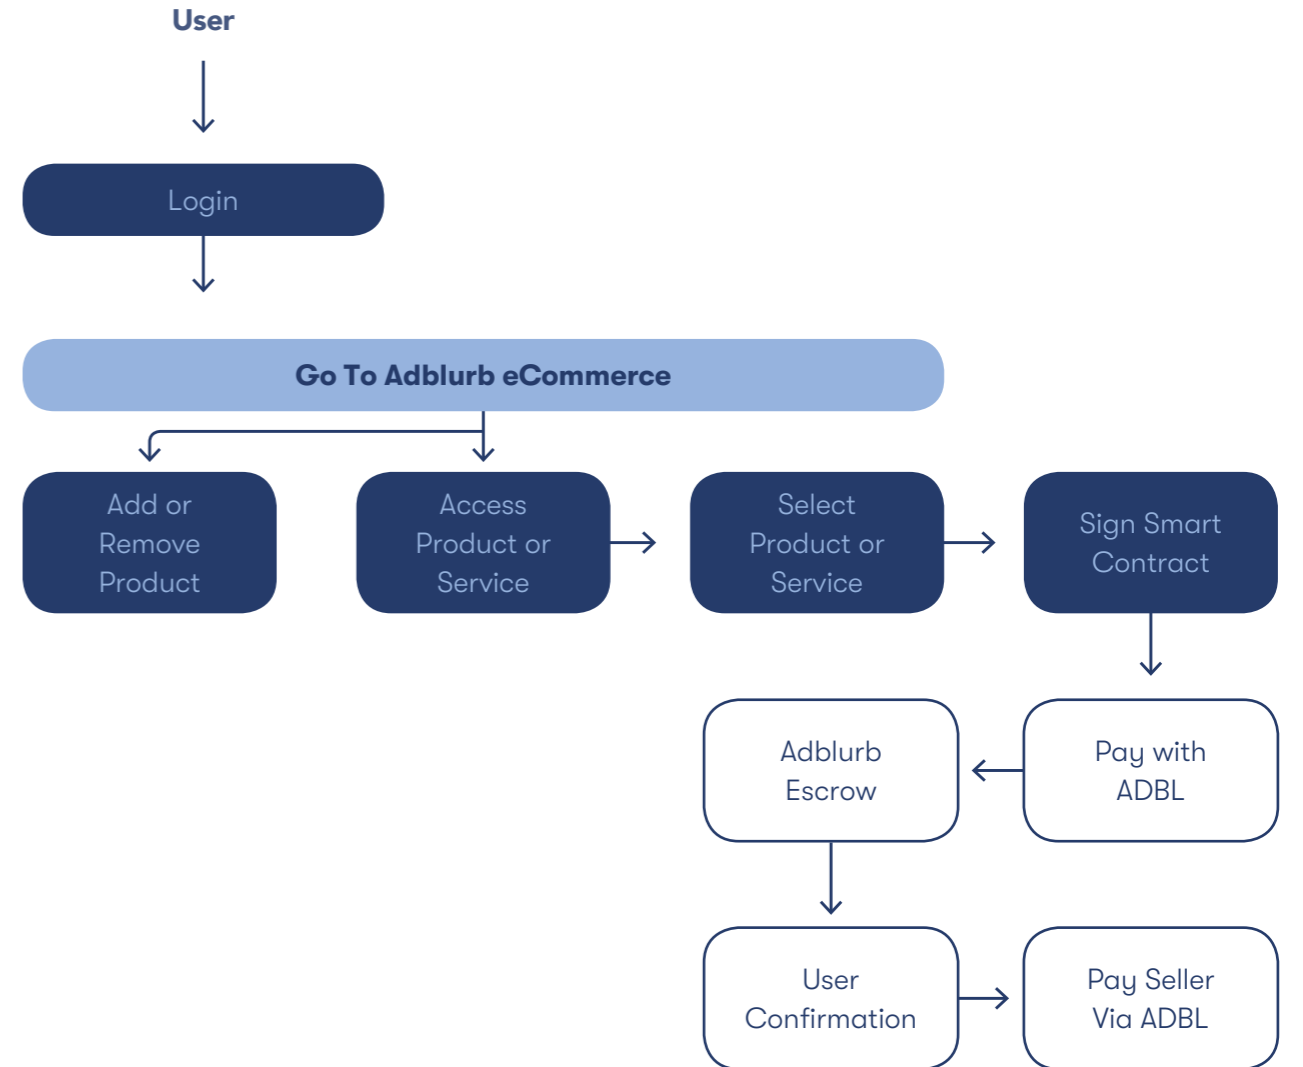 User
Login
Go To Adblurb eCommerce
Add or
Remove
Product
Access
Product or
Service
Select
Product or
Service
Sign Smart
Contract
Adblurb
Escrow
Pay with
ADBL
User
Confirmation
Pay Seller
Via ADBL